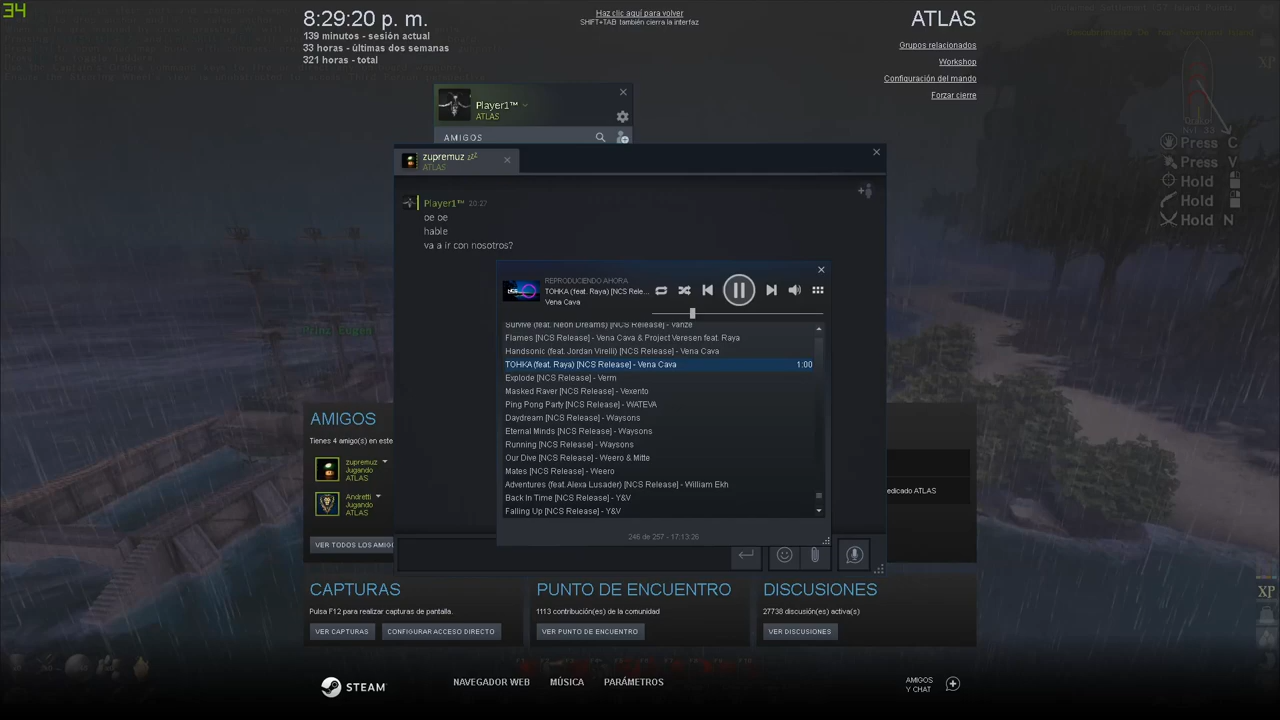 34
8:29:20 p. m.
139 minutos - sesión actual
33 horas - últimas dos semanas
321 horas - total
Haz clic aquí para volver
SHIFT+TAB también cierra la interfaz
ATLAS
Grupos relacionados
Workshop
Configuración del mando
Forzar cierre
XP
Press C
Press V
Hold
Hold
Hold N
Player1™
ATLAS
AMIGOS
zupremuz zzz
ATLAS
Player1™ 20:27
oe oe
hable
va a ir con nosotros?
REPRODUCIENDO AHORA
TOHKA (feat. Raya) [NCS Rele...
Vena Cava
Survive (feat. Neon Dreams) [NCS Release] - Vanze
Flames [NCS Release] - Vena Cava & Project Veresen feat. Raya
Handsonic (feat. Jordan Virelli) [NCS Release] - Vena Cava
TOHKA (feat. Raya) [NCS Release] - Vena Cava 1:00
Explode [NCS Release] - Verm
Masked Raver [NCS Release] - Vexento
Ping Pong Party [NCS Release] - WATEVA
Daydream [NCS Release] - Waysons
Eternal Minds [NCS Release] - Waysons
Running [NCS Release] - Waysons
Our Dive [NCS Release] - Weero & Mitte
Mates [NCS Release] - Weero
Adventures (feat.Alexa Lusader) [NCS Release] - William Ekh
Back In Time [NCS Release] - Y&V
Falling Up [NCS Release] - Y&V
246 de 257 - 17:13:26
Prinz Eugen
AMIGOS
Tienes 4 amigo(s) en este
zupremuz
Jugando
ATLAS
Andretti
Jugando
ATLAS
VER TODOS LOS AMIG
edicado ATLAS
CAPTURAS
Pulsa F12 para realizar capturas de pantalla.
VER CAPTURAS
CONFIGURAR ACCESO DIRECTO
PUNTO DE ENCUENTRO
1113 contribución(es) de la comunidad
VER PUNTO DE ENCUENTRO
DISCUSIONES
27738 discusión(es) activa(s)
VER DISCUSIONES
XP
STEAM
NAVEGADOR WEB
MÚSICA
PARÁMETROS
AMIGOS
Y CHAT